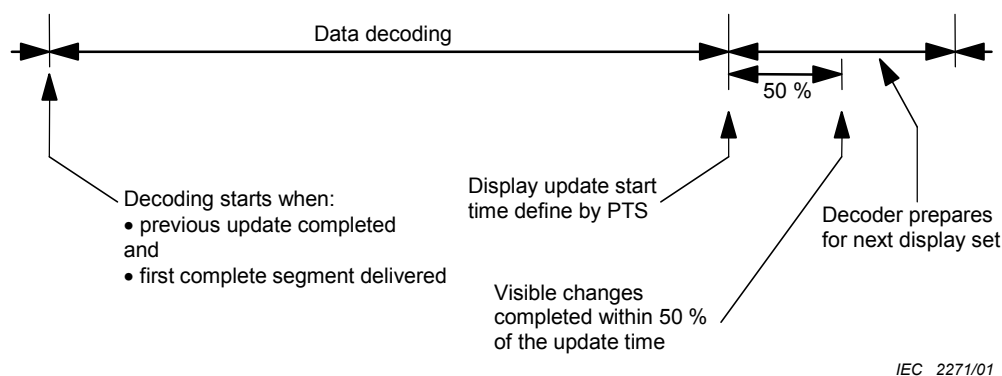 Data decoding
50 %
Decoding starts when:
• previous update completed
and
• first complete segment delivered
Display update start
time define by PTS
Decoder prepares
for next display set
Visible changes
completed within 50 %
of the update time
IEC 2271/01